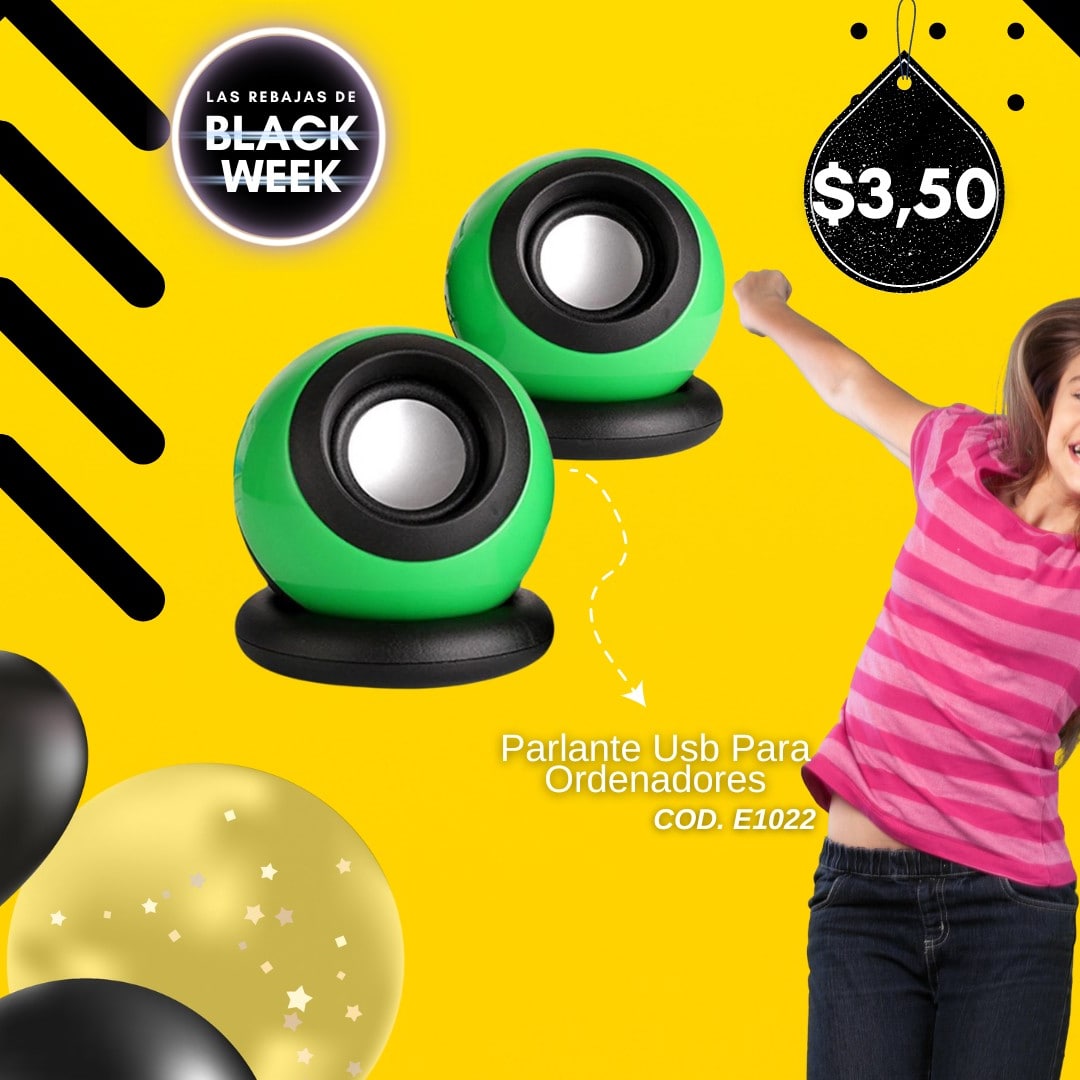 LAS REBAJAS DE
BLACK
WEEK
$3,50
Parlante Usb Para
Ordenadores
COD. E1022